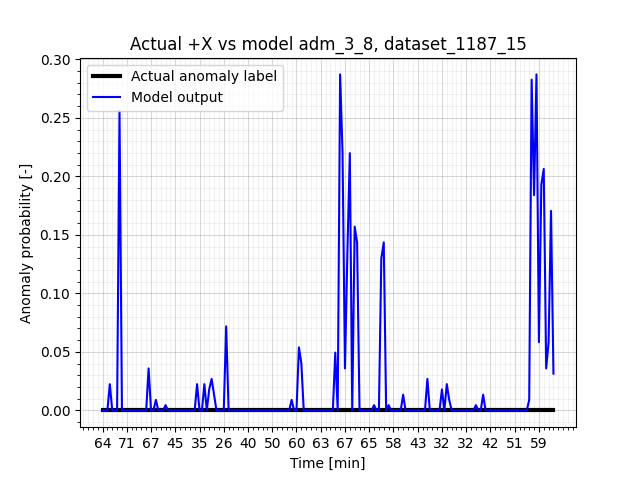 Actual +X vs model adm_3_8, dataset_1187_15
Actual anomaly label
Model output
Anomaly probability [-]
0.30
0.25
0.20
0.15
0.10
0.05
0.00
64 71 67 45 35 26 40 50 60 63 67 65 58 43 32 32 42 51 59
Time [min]